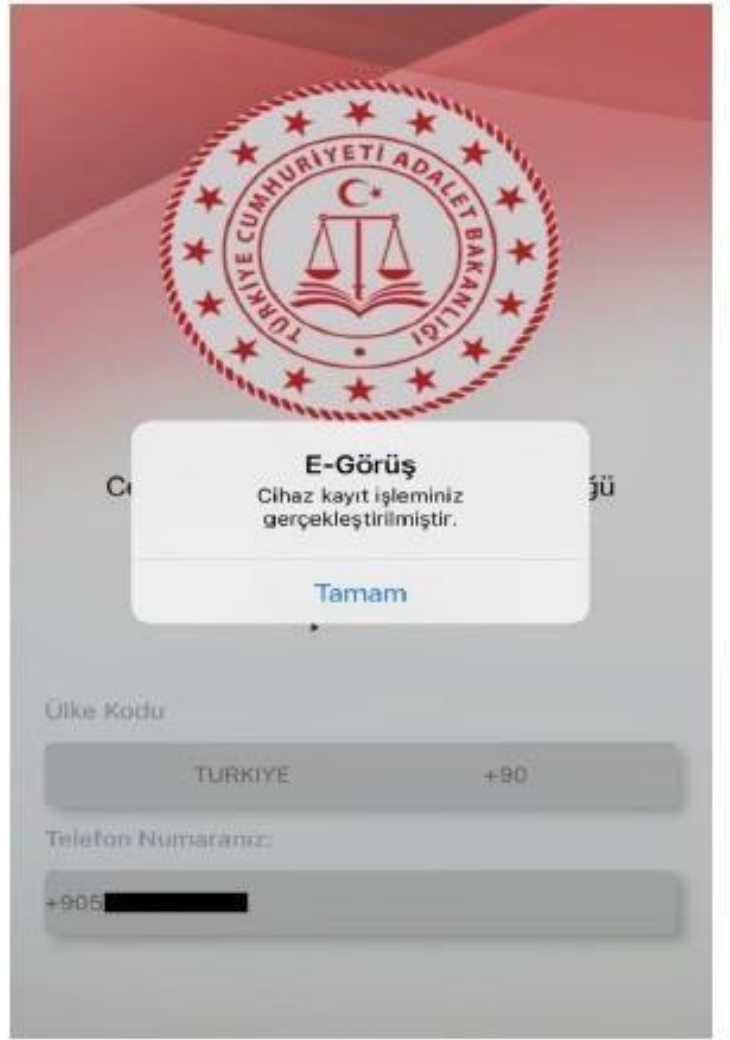 TÜRKİYE CUMHURİYETİ ADALET BAKANLIĞI
E-Görüş
Cihaz kayıt işleminiz
gerçekleştirilmiştir.
Tamam
Ülke Kodu
TURKIYE +90
Telefon Numaranız:
+905